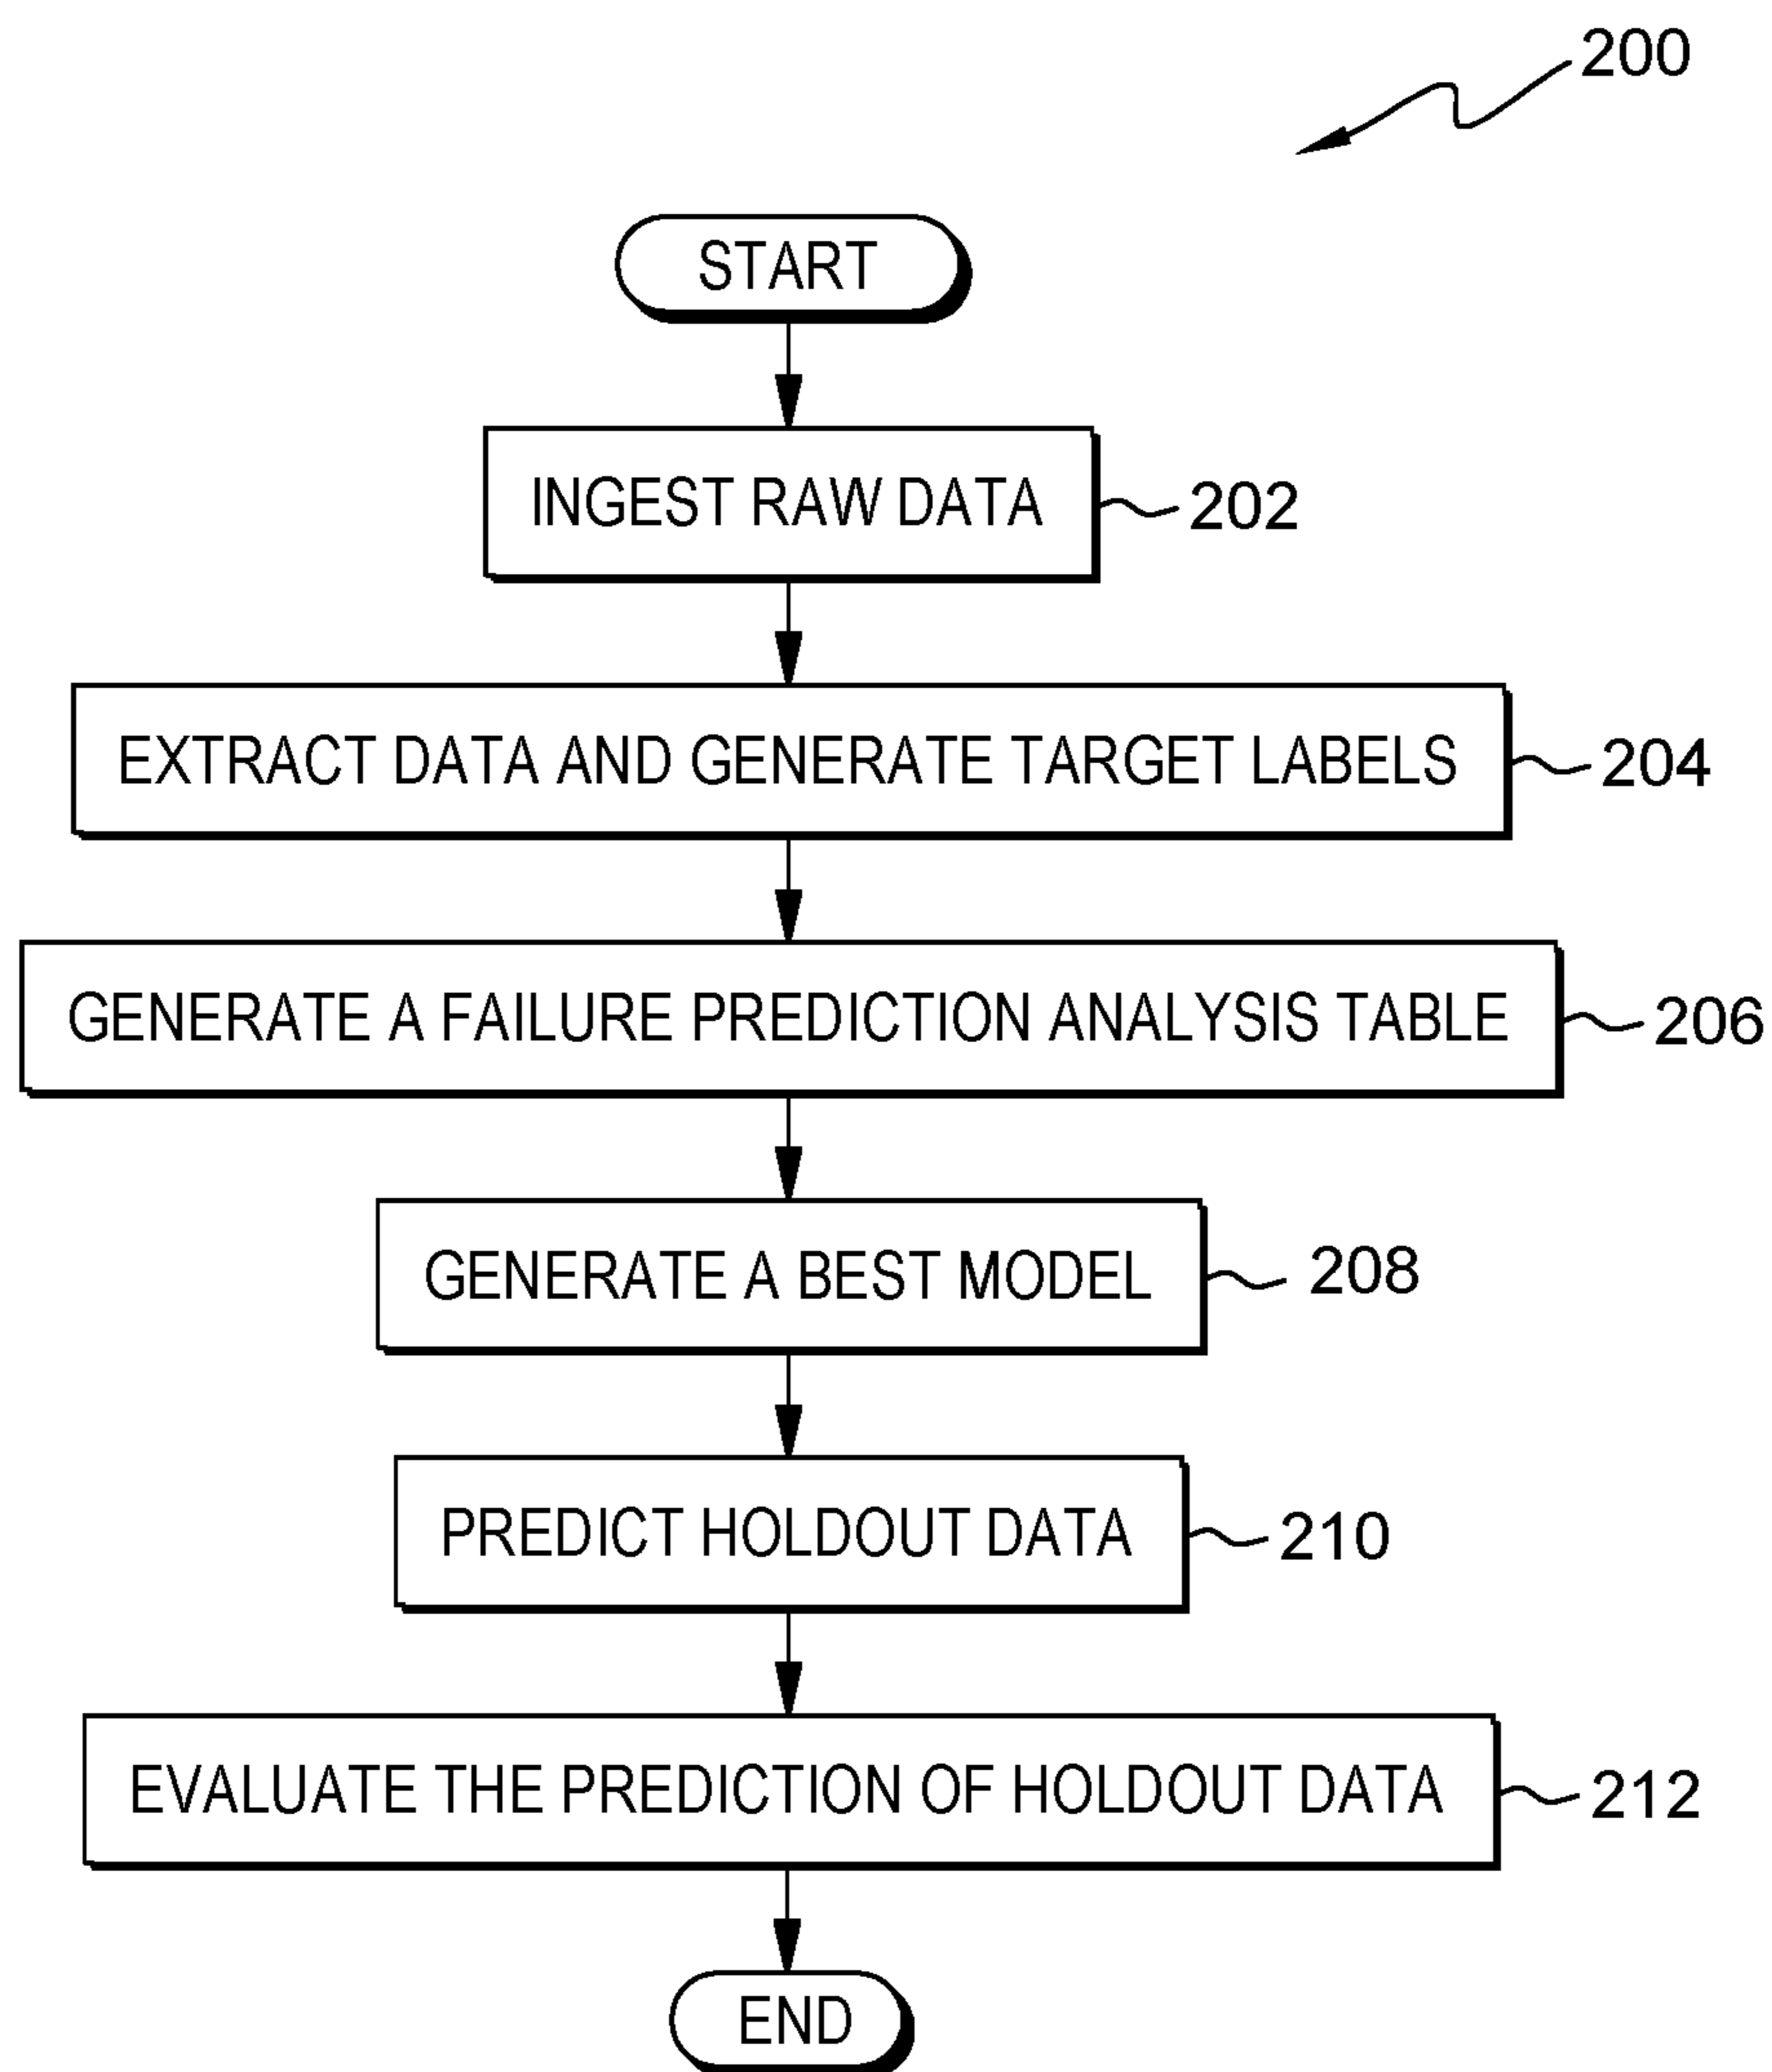 200
START
INGEST RAW DATA 202
EXTRACT DATA AND GENERATE TARGET LABELS 204
GENERATE A FAILURE PREDICTION ANALYSIS TABLE 206
GENERATE A BEST MODEL 208
PREDICT HOLDOUT DATA 210
EVALUATE THE PREDICTION OF HOLDOUT DATA 212
END